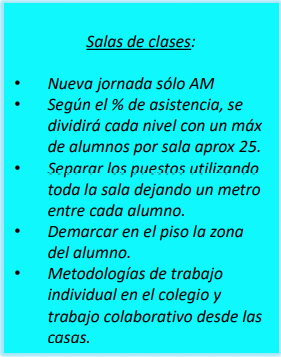 Salas de clases:
• Nueva jornada sólo AM
• Según el % de asistencia, se
dividirá cada nivel con un máx
de alumnos por sala aprox 25.
• Separar los puestos utilizando
toda la sala dejando un metro
entre cada alumno.
• Demarcar en el piso la zona
del alumno.
• Metodologías de trabajo
individual en el colegio y
trabajo colaborativo desde las
casas.